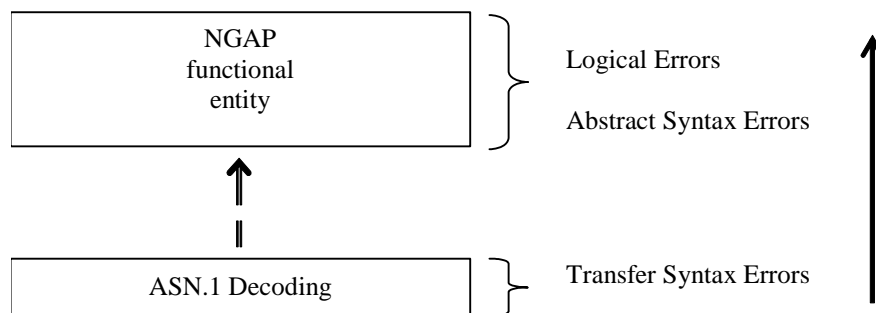 NGAP
functional
entity
Logical Errors
Abstract Syntax Errors
ASN.1 Decoding
Transfer Syntax Errors